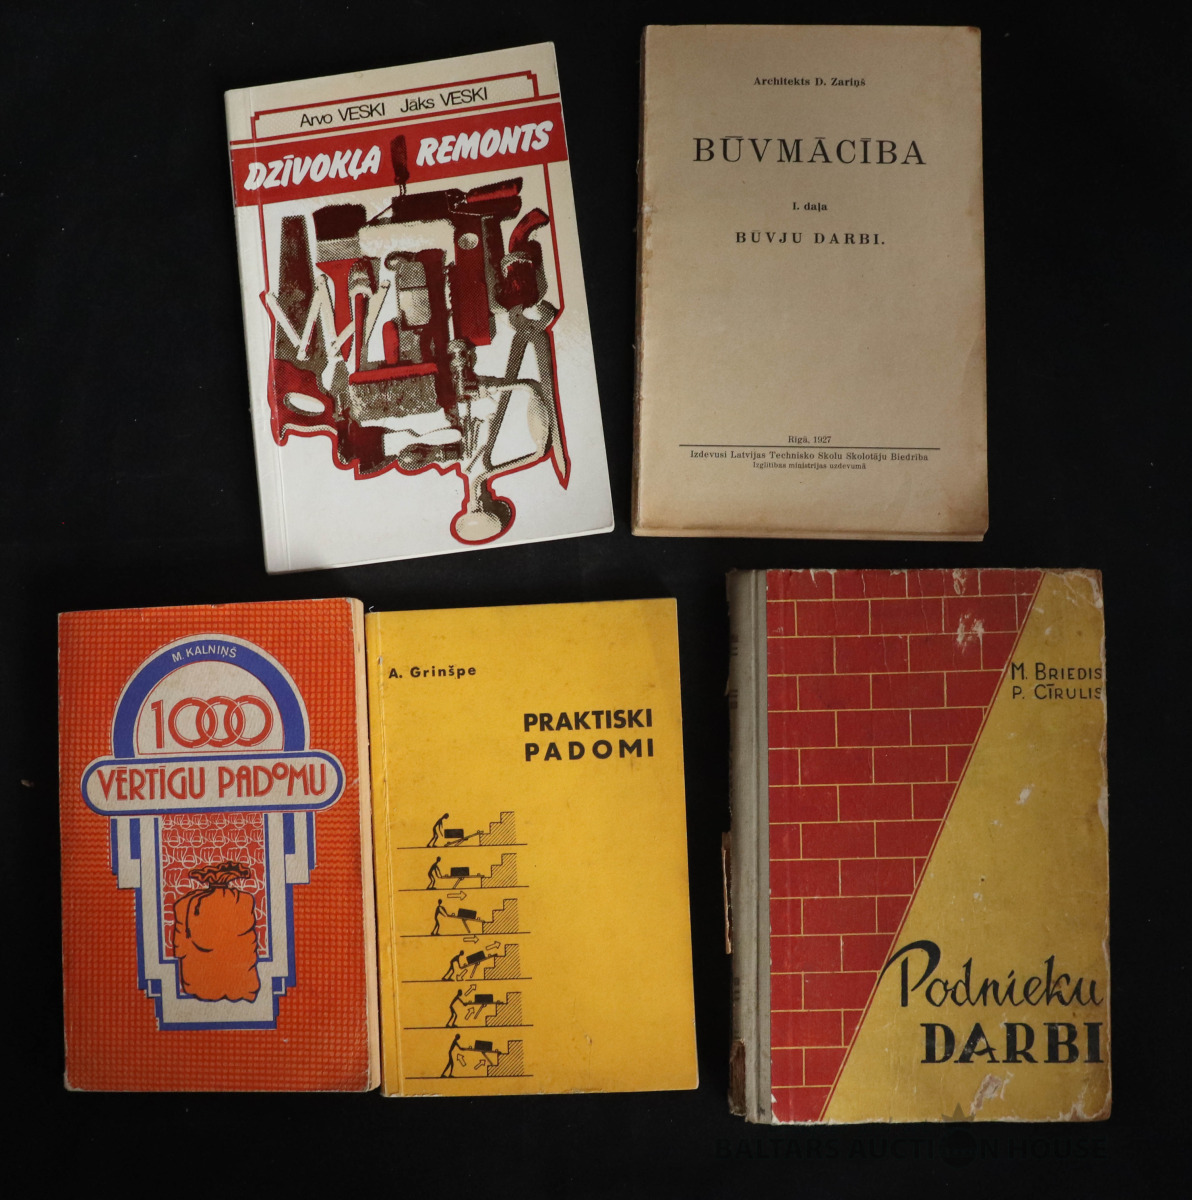 Arvo VESKI Jāks VESKI
DZĪVOKĻA REMONTS
Architekts D. Zariņš
BŪVMĀCĪBA
I. daļa
BŪVJU DARBI.
Rīgā, 1927
Izdevusi Latvijas Technisko Skolu Skolotāju Biedrība
Izglītības ministrijas uzdevumā
M. KALNIŅŠ
1000
VĒRTĪGU PADOMU
A. Grinšpe
PRAKTISKI
PADOMI
M. BRIEDIS
P. CĪRULIS
Podnieku
DARBI
BALTARS AUCTION HOUSE